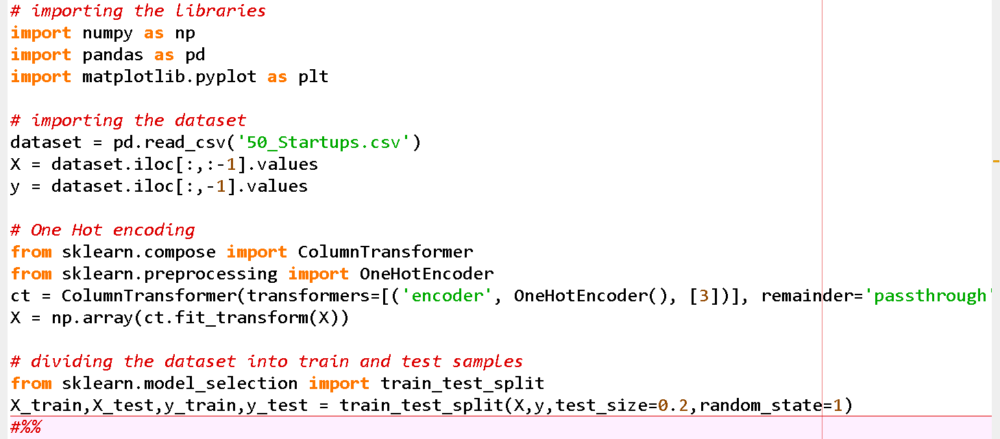 # importing the libraries
import numpy as np
import pandas as pd
import matplotlib.pyplot as plt
# importing the dataset
dataset = pd.read_csv('50_Startups.csv')
X = dataset.iloc[:,:-1].values
y = dataset.iloc[:,-1].values
# One Hot encoding
from sklearn.compose import ColumnTransformer
from sklearn.preprocessing import OneHotEncoder
ct = ColumnTransformer(transformers=[('encoder', OneHotEncoder(), [3])], remainder='passthrough'
X = np.array(ct.fit_transform(X))
# dividing the dataset into train and test samples
from sklearn.model_selection import train_test_split
X_train,X_test,y_train,y_test = train_test_split(X,y,test_size=0.2,random_state=1)
#%%